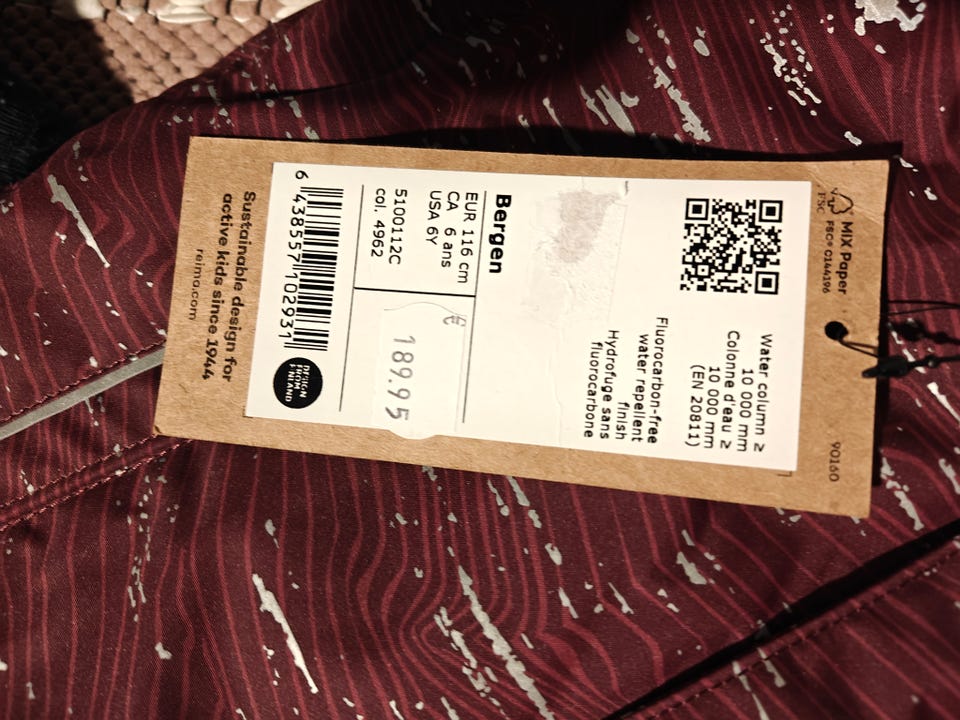 FSC
MIX Paper
FSC® C144196
90160
Water column ≥
10 000 mm
Colonne d'eau ≥
10 000 mm
(EN 20811)
Fluorocarbon-free
water repellent
finish
Hydrofuge sans
fluorocarbone
Bergen
EUR 116 cm
CA 6 ans
USA 6Y
5100112C
col. 4962
€
189.95
6 438557 102931
DESIGN
FROM
FINLAND
Sustainable design for
active kids since 1944
reima.com